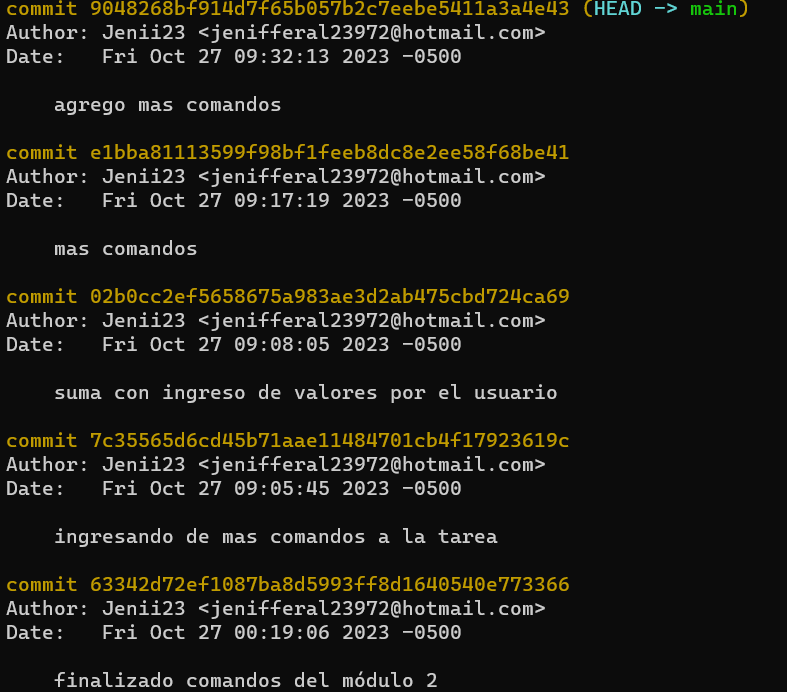 commit 9048268bf914d7f65b057b2c7eebe5411a3a4e43 (HEAD -> main)
Author: Jenii23 <jenifferal23972@hotmail.com>
Date:   Fri Oct 27 09:32:13 2023 -0500
agrego mas comandos
commit e1bba81113599f98bf1feeb8dc8e2ee58f68be41
Author: Jenii23 <jenifferal23972@hotmail.com>
Date:   Fri Oct 27 09:17:19 2023 -0500
mas comandos
commit 02b0cc2ef5658675a983ae3d2ab475cbd724ca69
Author: Jenii23 <jenifferal23972@hotmail.com>
Date:   Fri Oct 27 09:08:05 2023 -0500
suma con ingreso de valores por el usuario
commit 7c35565d6cd45b71aae11484701cb4f17923619c
Author: Jenii23 <jenifferal23972@hotmail.com>
Date:   Fri Oct 27 09:05:45 2023 -0500
ingresando de mas comandos a la tarea
commit 63342d72ef1087ba8d5993ff8d1640540e773366
Author: Jenii23 <jenifferal23972@hotmail.com>
Date:   Fri Oct 27 00:19:06 2023 -0500
finalizado comandos del módulo 2